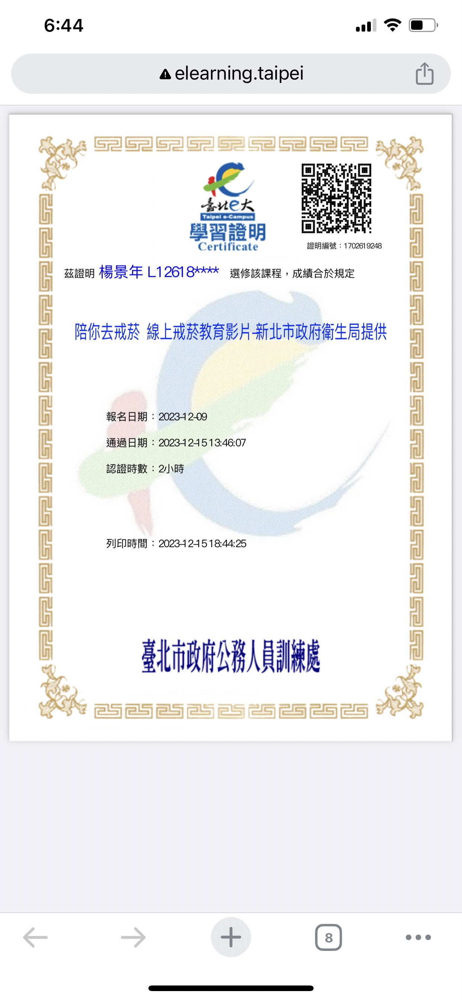 6:44
elearning.taipei
臺北e大
Taipei e-Campus
學習證明
Certificate
證明編號：1702619248
茲證明 楊景年 L12618**** 選修該課程，成績合於規定
陪你去戒菸 線上戒菸教育影片-新北市政府衛生局提供
報名日期：2023-12-09
通過日期：2023-12-15 13:46:07
認證時數：2小時
列印時間：2023-12-15 18:44:25
臺北市政府公務人員訓練處
8